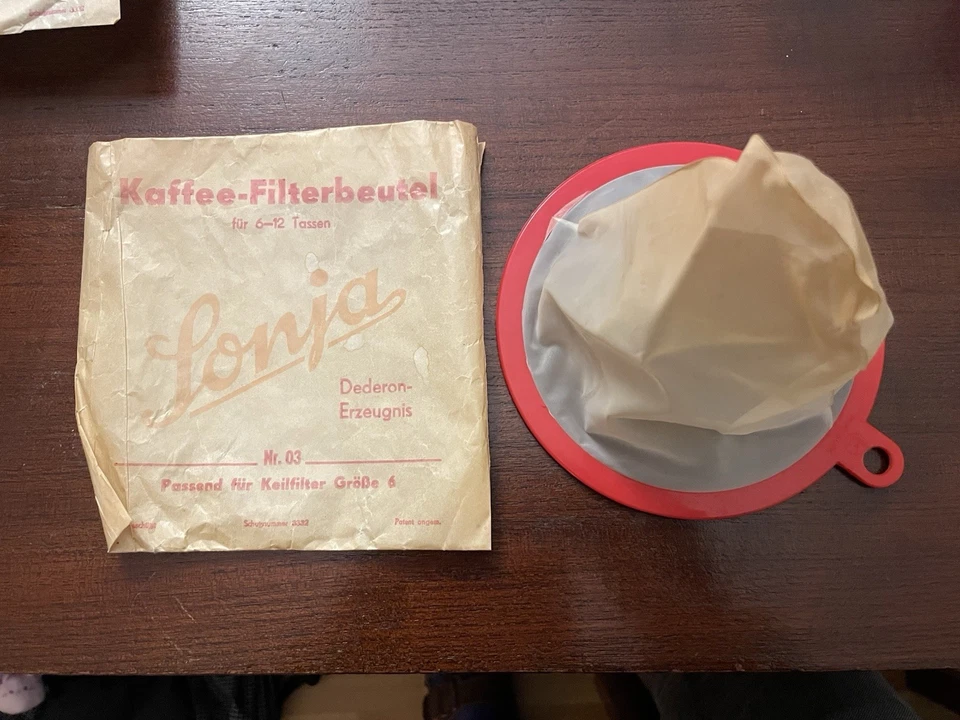 Kaffee-Filterbeutel
für 6–12 Tassen
Sonja
Dederon-
Erzeugnis
Nr. 03
Passend für Keilfilter Größe 6
Patent angem.